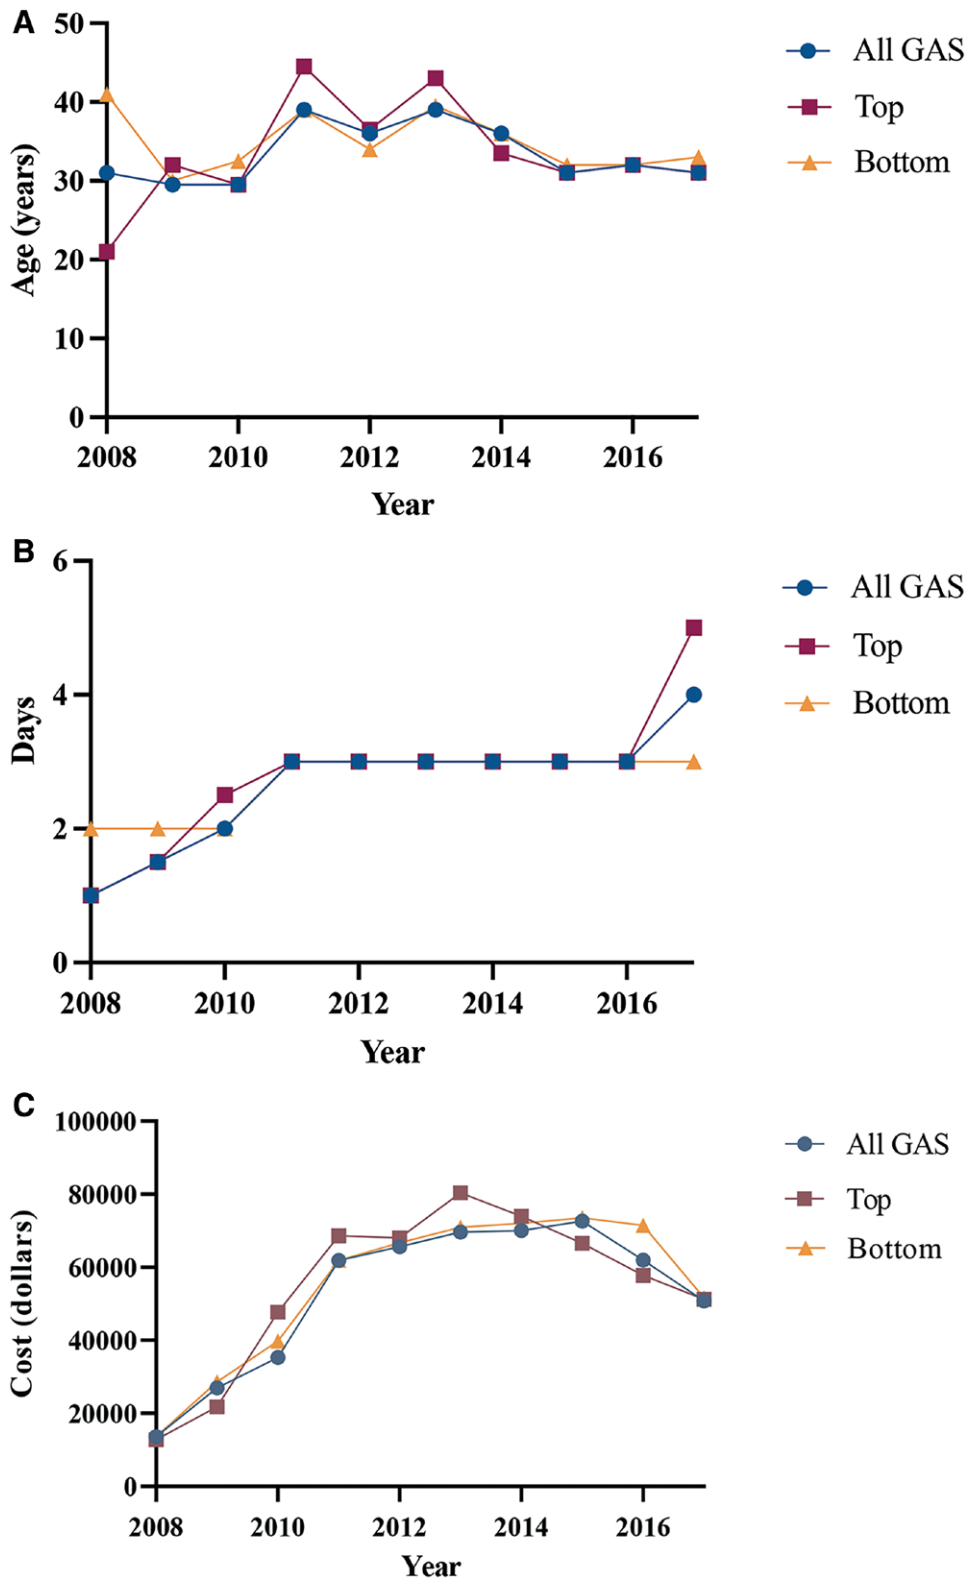 A
50
40
30
20
10
0
Age (years)
2008 2010 2012 2014 2016
Year
All GAS
Top
Bottom
B
6
4
2
0
Days
2008 2010 2012 2014 2016
Year
All GAS
Top
Bottom
C
100000
80000
60000
40000
20000
0
Cost (dollars)
2008 2010 2012 2014 2016
Year
All GAS
Top
Bottom